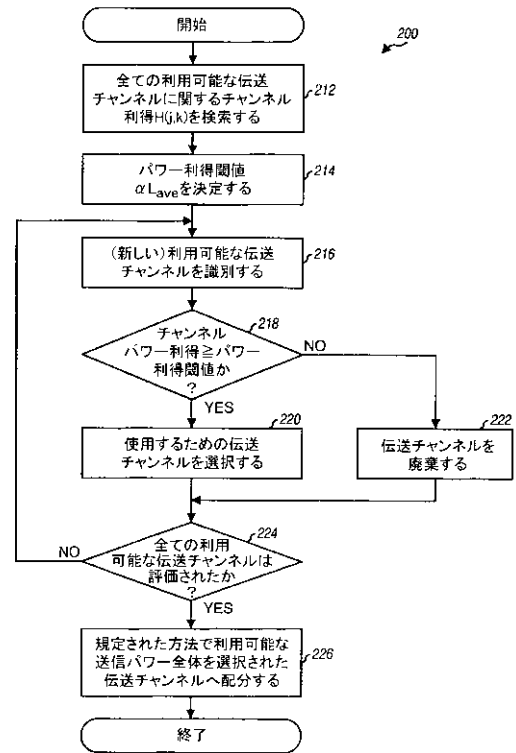 開始
200
全ての利用可能な伝送
チャンネルに関するチャンネル
利得H(j,k)を検索する
212
パワー利得閾値
αLaveを決定する
214
(新しい)利用可能な伝送
チャンネルを識別する
216
チャンネル
パワー利得≧パワー
利得閾値か
?
218
NO
YES
使用するための伝送
チャンネルを選択する
220
伝送チャンネルを
廃棄する
222
全ての利用
可能な伝送チャンネルは
評価されたか
?
224
NO
YES
規定された方法で利用可能な
送信パワー全体を選択された
伝送チャンネルへ配分する
226
終了